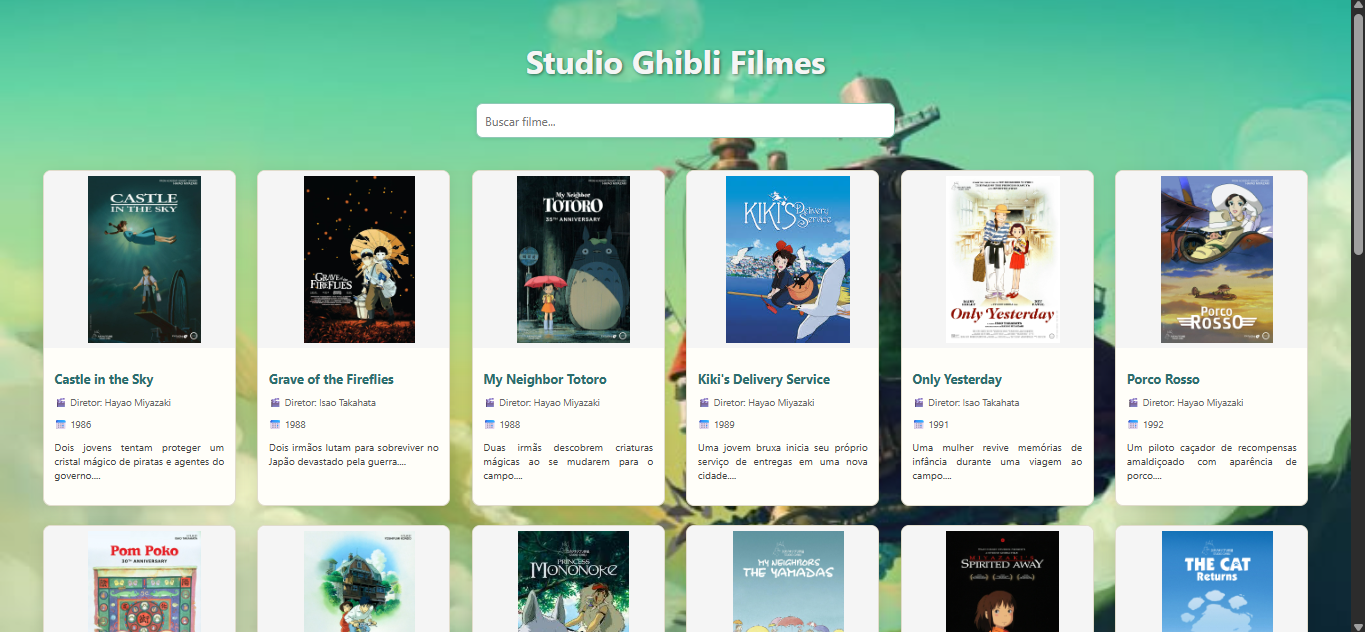 Studio Ghibli Filmes
Buscar filme...
CASTLE
IN THE SKY
GRAVE OF THE
FIREFLIES
My Neighbor
TOTORO
30TH ANNIVERSARY
KIKI'S Delivery
Service
Only Yesterday
Porco
ROSSO
Castle in the Sky
Diretor: Hayao Miyazaki
1986
Dois jovens tentam proteger um
cristal mágico de piratas e agentes do
governo....
Grave of the Fireflies
Diretor: Isao Takahata
1988
Dois irmãos lutam para sobreviver no
Japão devastado pela guerra....
My Neighbor Totoro
Diretor: Hayao Miyazaki
1988
Duas irmãs descobrem criaturas
mágicas ao se mudarem para o
campo....
Kiki's Delivery Service
Diretor: Hayao Miyazaki
1989
Uma jovem bruxa inicia seu próprio
serviço de entregas em uma nova
cidade....
Only Yesterday
Diretor: Isao Takahata
1991
Uma mulher revive memórias de
infância durante uma viagem ao
campo....
Porco Rosso
Diretor: Hayao Miyazaki
1992
Um piloto caçador de recompensas
amaldiçoado com aparência de
porco....
Pom Poko
30TH ANNIVERSARY
PRINCESS
MONONOKE
MY NEIGHBORS
THE YAMADAS
MIYAZAKI'S
SPIRITED AWAY
THE CAT
Returns